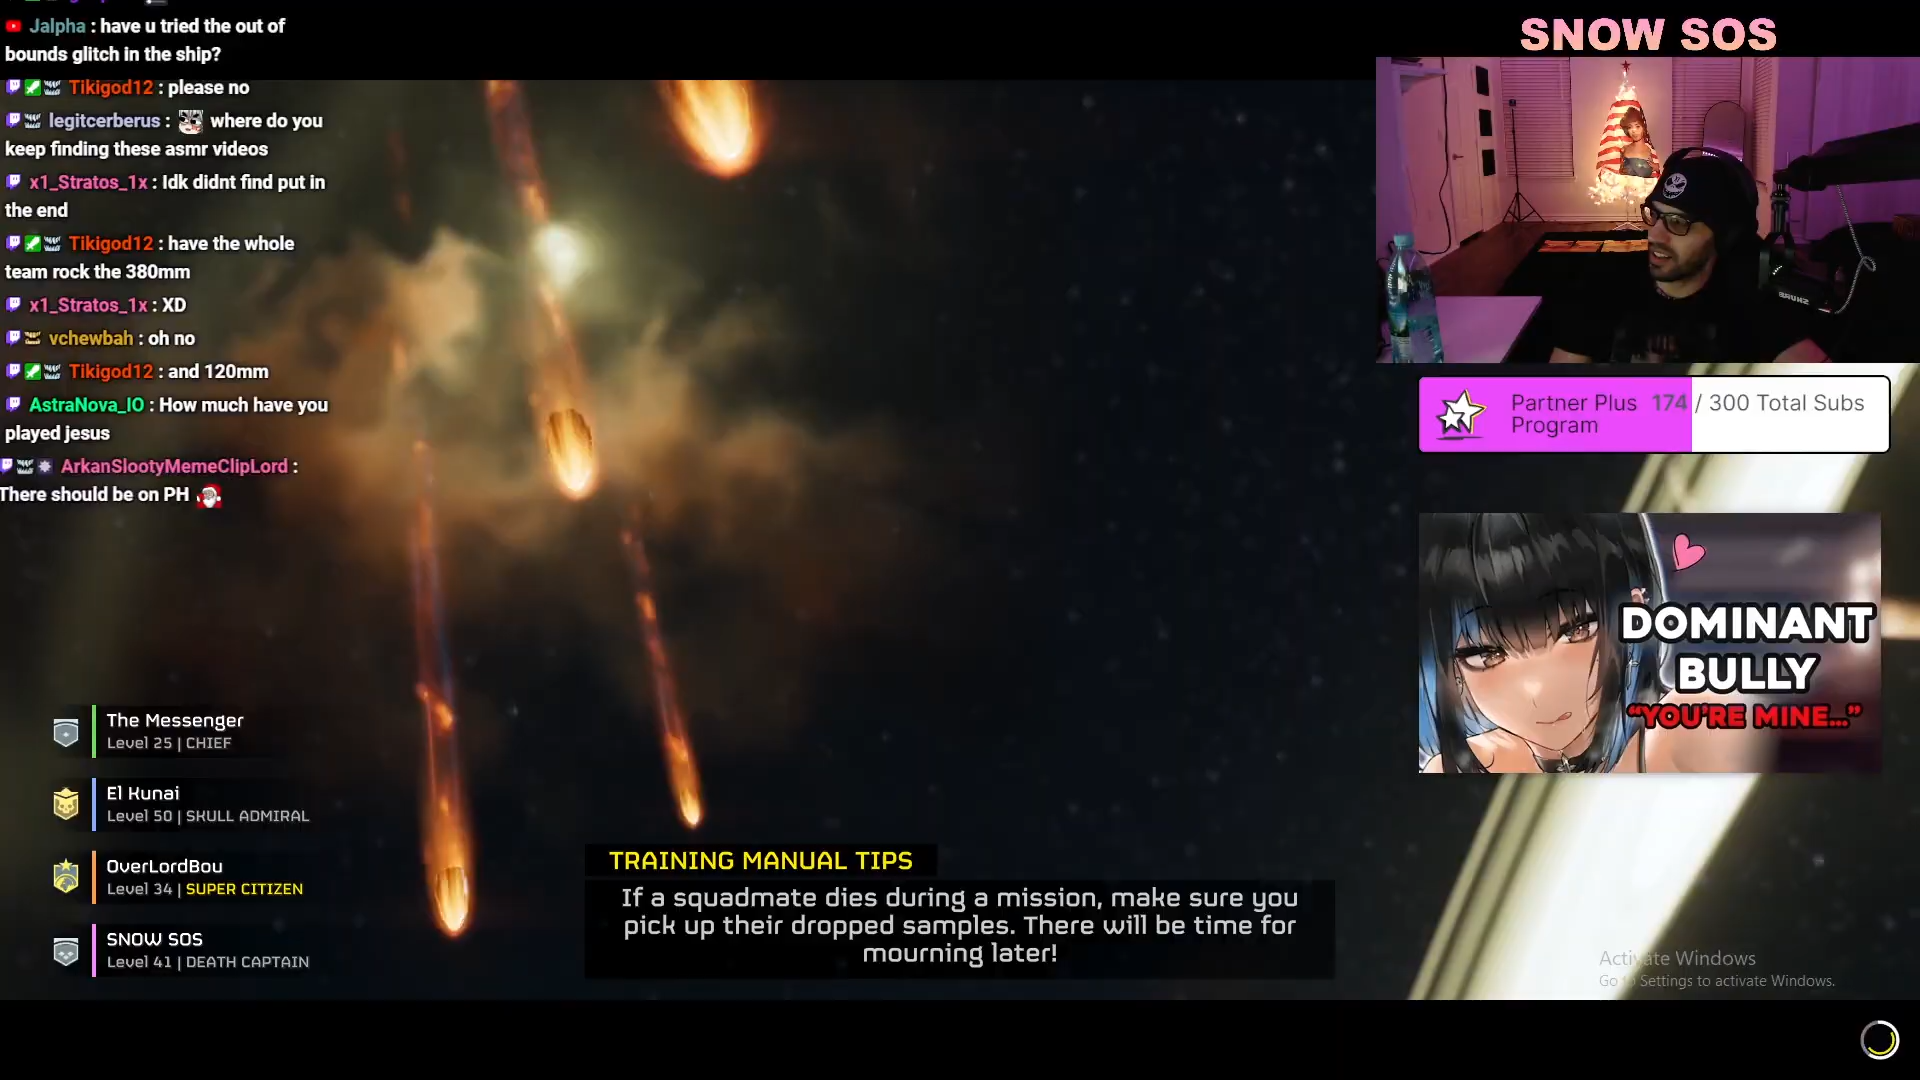 Jalpha : have u tried the out of
bounds glitch in the ship?
Tikigod12 : please no
legitcerberus : where do you
keep finding these asmr videos
x1_Stratos_1x : Idk didnt find put in
the end
Tikigod12 : have the whole
team rock the 380mm
x1_Stratos_1x : XD
vchewbah : oh no
Tikigod12 : and 120mm
AstraNova_IO : How much have you
played jesus
ArkanSlootyMemeClipLord :
There should be on PH
The Messenger
Level 25 | CHIEF
El Kunai
Level 50 | SKULL ADMIRAL
OverLordBou
Level 34 | SUPER CITIZEN
SNOW SOS
Level 41 | DEATH CAPTAIN
TRAINING MANUAL TIPS
If a squadmate dies during a mission, make sure you
pick up their dropped samples. There will be time for
mourning later!
SNOW SOS
Partner Plus 174 / 300 Total Subs
Program
DOMINANT
BULLY
“YOU'RE MINE...”
Activate Windows
Go to Settings to activate Windows.